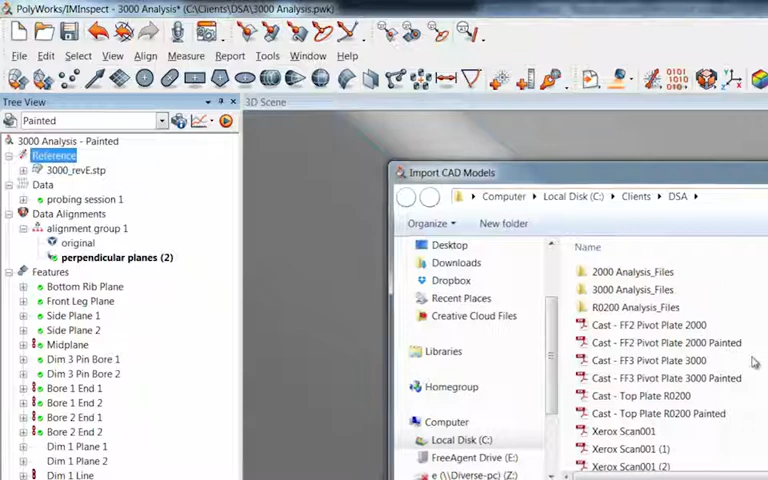 PolyWorks/IMInspect - 3000 Analysis* (C:\Clients\DSA\3000 Analysis.pwk)
File Edit Select View Align Measure Report Tools Window Help
Tree View
3D Scene
Painted
3000 Analysis - Painted
Reference
3000_revE.stp
Data
probing session 1
Data Alignments
alignment group 1
original
perpendicular planes (2)
Features
Bottom Rib Plane
Front Leg Plane
Side Plane 1
Side Plane 2
Midplane
Dim 3 Pin Bore 1
Dim 3 Pin Bore 2
Bore 1 End 1
Bore 1 End 2
Bore 2 End 1
Bore 2 End 2
Dim 1 Plane 1
Dim 1 Plane 2
Dim 1 Line
Import CAD Models
Computer Local Disk (C:) Clients DSA
Organize New folder
Desktop
Downloads
Dropbox
Recent Places
Creative Cloud Files
Libraries
Homegroup
Computer
Local Disk (C:)
FreeAgent Drive (E:)
e (\\Diverse-pc) (Z:)
Name
2000 Analysis_Files
3000 Analysis_Files
R0200 Analysis_Files
Cast - FF2 Pivot Plate 2000
Cast - FF2 Pivot Plate 2000 Painted
Cast - FF3 Pivot Plate 3000
Cast - FF3 Pivot Plate 3000 Painted
Cast - Top Plate R0200
Cast - Top Plate R0200 Painted
Xerox Scan001
Xerox Scan001 (1)
Xerox Scan001 (2)